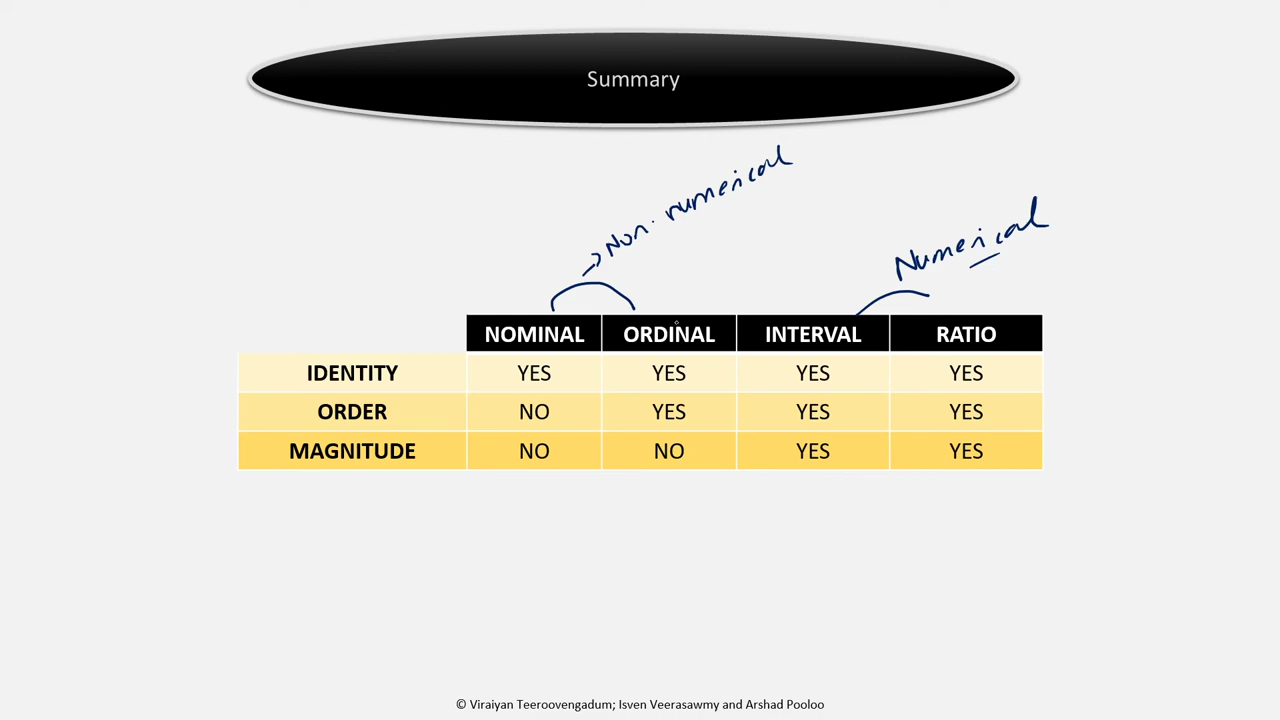 Summary
Non-numerical
Numerical
NOMINAL ORDINAL INTERVAL RATIO
IDENTITY YES YES YES YES
ORDER NO YES YES YES
MAGNITUDE NO NO YES YES
© Viraiyan Teeroovengadum; Isven Veerasawmy and Arshad Pooloo